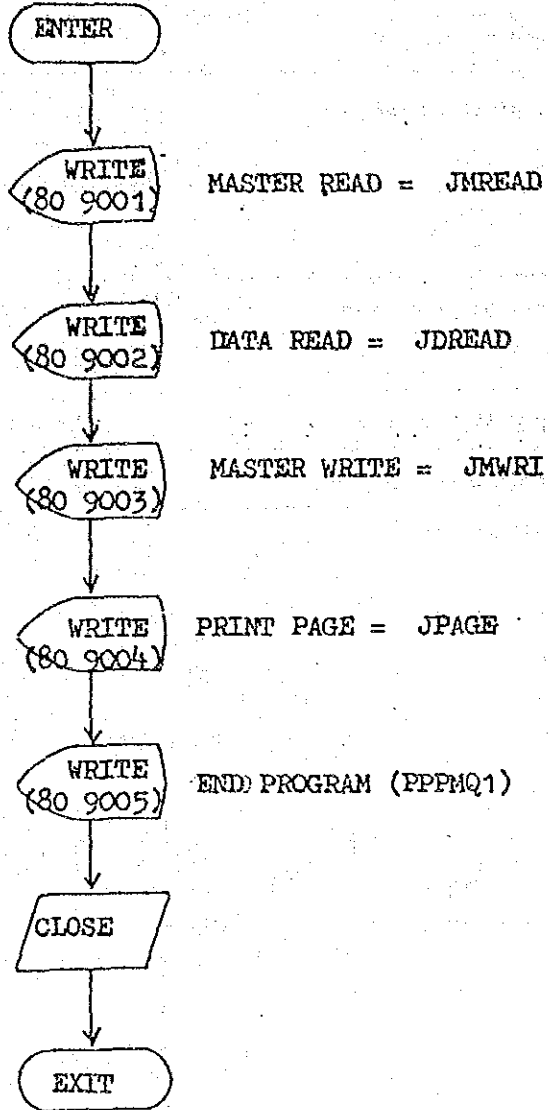 ENTER
WRITE
(80 9001)
MASTER READ = JMREAD
WRITE
(80 9002)
DATA READ = JDREAD
WRITE
(80 9003)
MASTER WRITE = JMWRI
WRITE
(80 9004)
PRINT PAGE = JPAGE
WRITE
(80 9005)
END PROGRAM (PPPMQ1)
CLOSE
EXIT